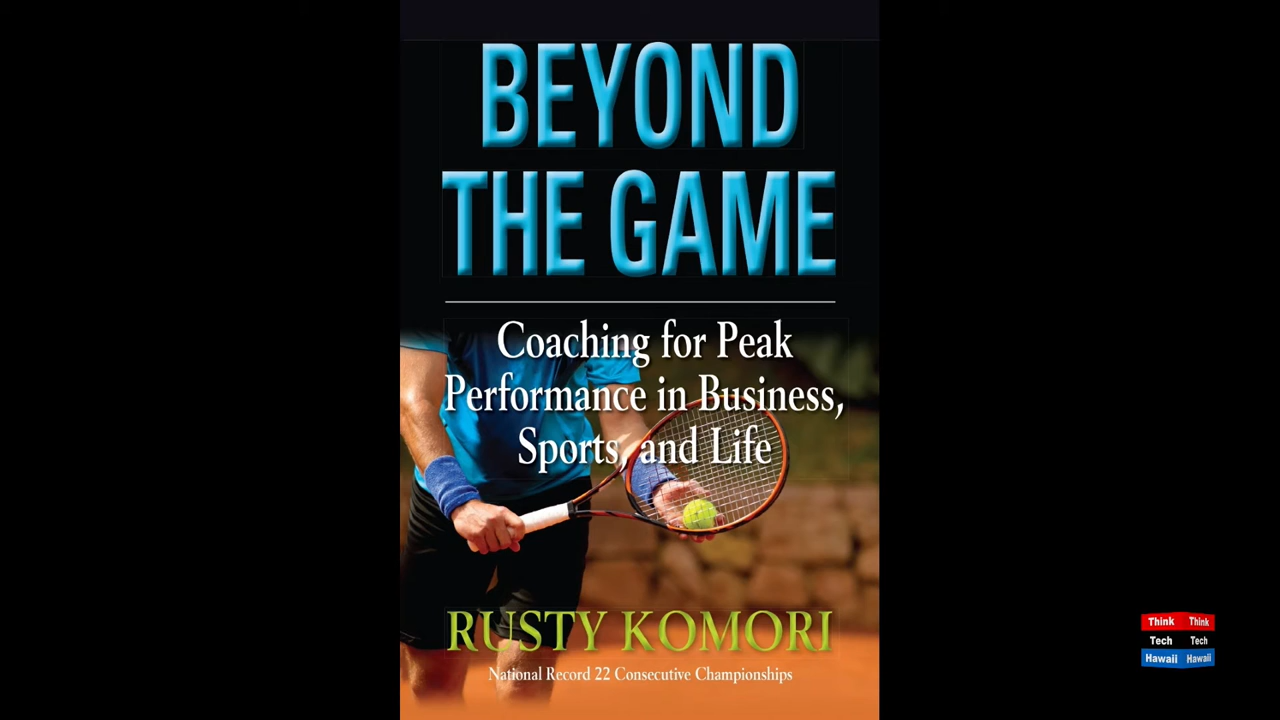 BEYOND
THE GAME
Coaching for Peak
Performance in Business,
Sports, and Life
RUSTY KOMORI
National Record 22 Consecutive Championships
Think Think
Tech Tech
Hawaii Hawaii